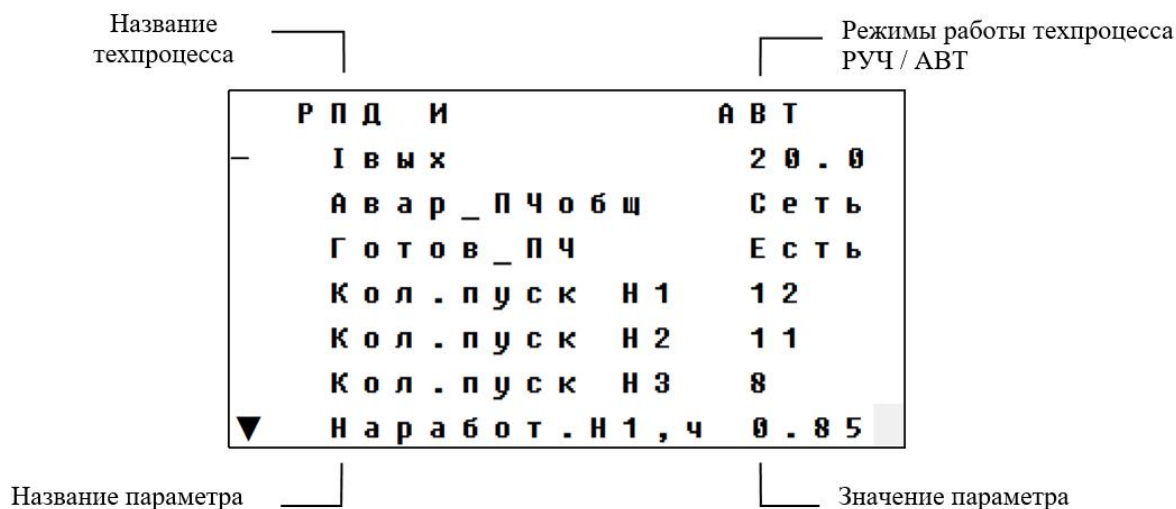 Название
техпроцесса
Режимы работы техпроцесса
РУЧ / АВТ
РПД И АВТ
Iвых 20.0
Авар_ПЧобщ Сеть
Готов_ПЧ Есть
Кол.пуск Н1 12
Кол.пуск Н2 11
Кол.пуск Н3 8
Наработ.Н1,ч 0.85
Название параметра
Значение параметра